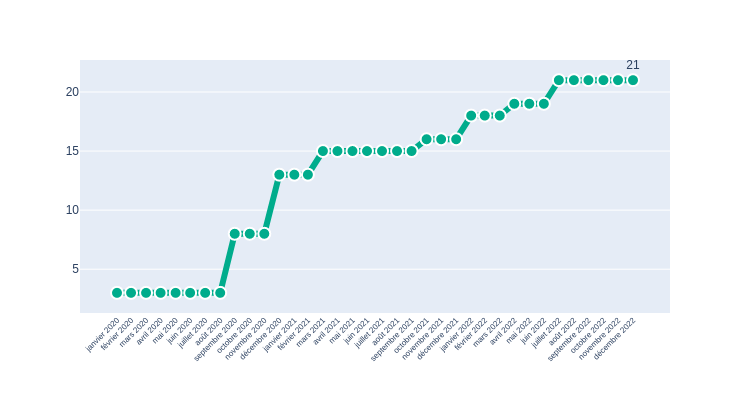 21
20
15
10
5
janvier 2020
février 2020
mars 2020
avril 2020
mai 2020
juin 2020
juillet 2020
août 2020
septembre 2020
octobre 2020
novembre 2020
décembre 2020
janvier 2021
février 2021
mars 2021
avril 2021
mai 2021
juin 2021
juillet 2021
août 2021
septembre 2021
octobre 2021
novembre 2021
décembre 2021
janvier 2022
février 2022
mars 2022
avril 2022
mai 2022
juin 2022
juillet 2022
août 2022
septembre 2022
octobre 2022
novembre 2022
décembre 2022